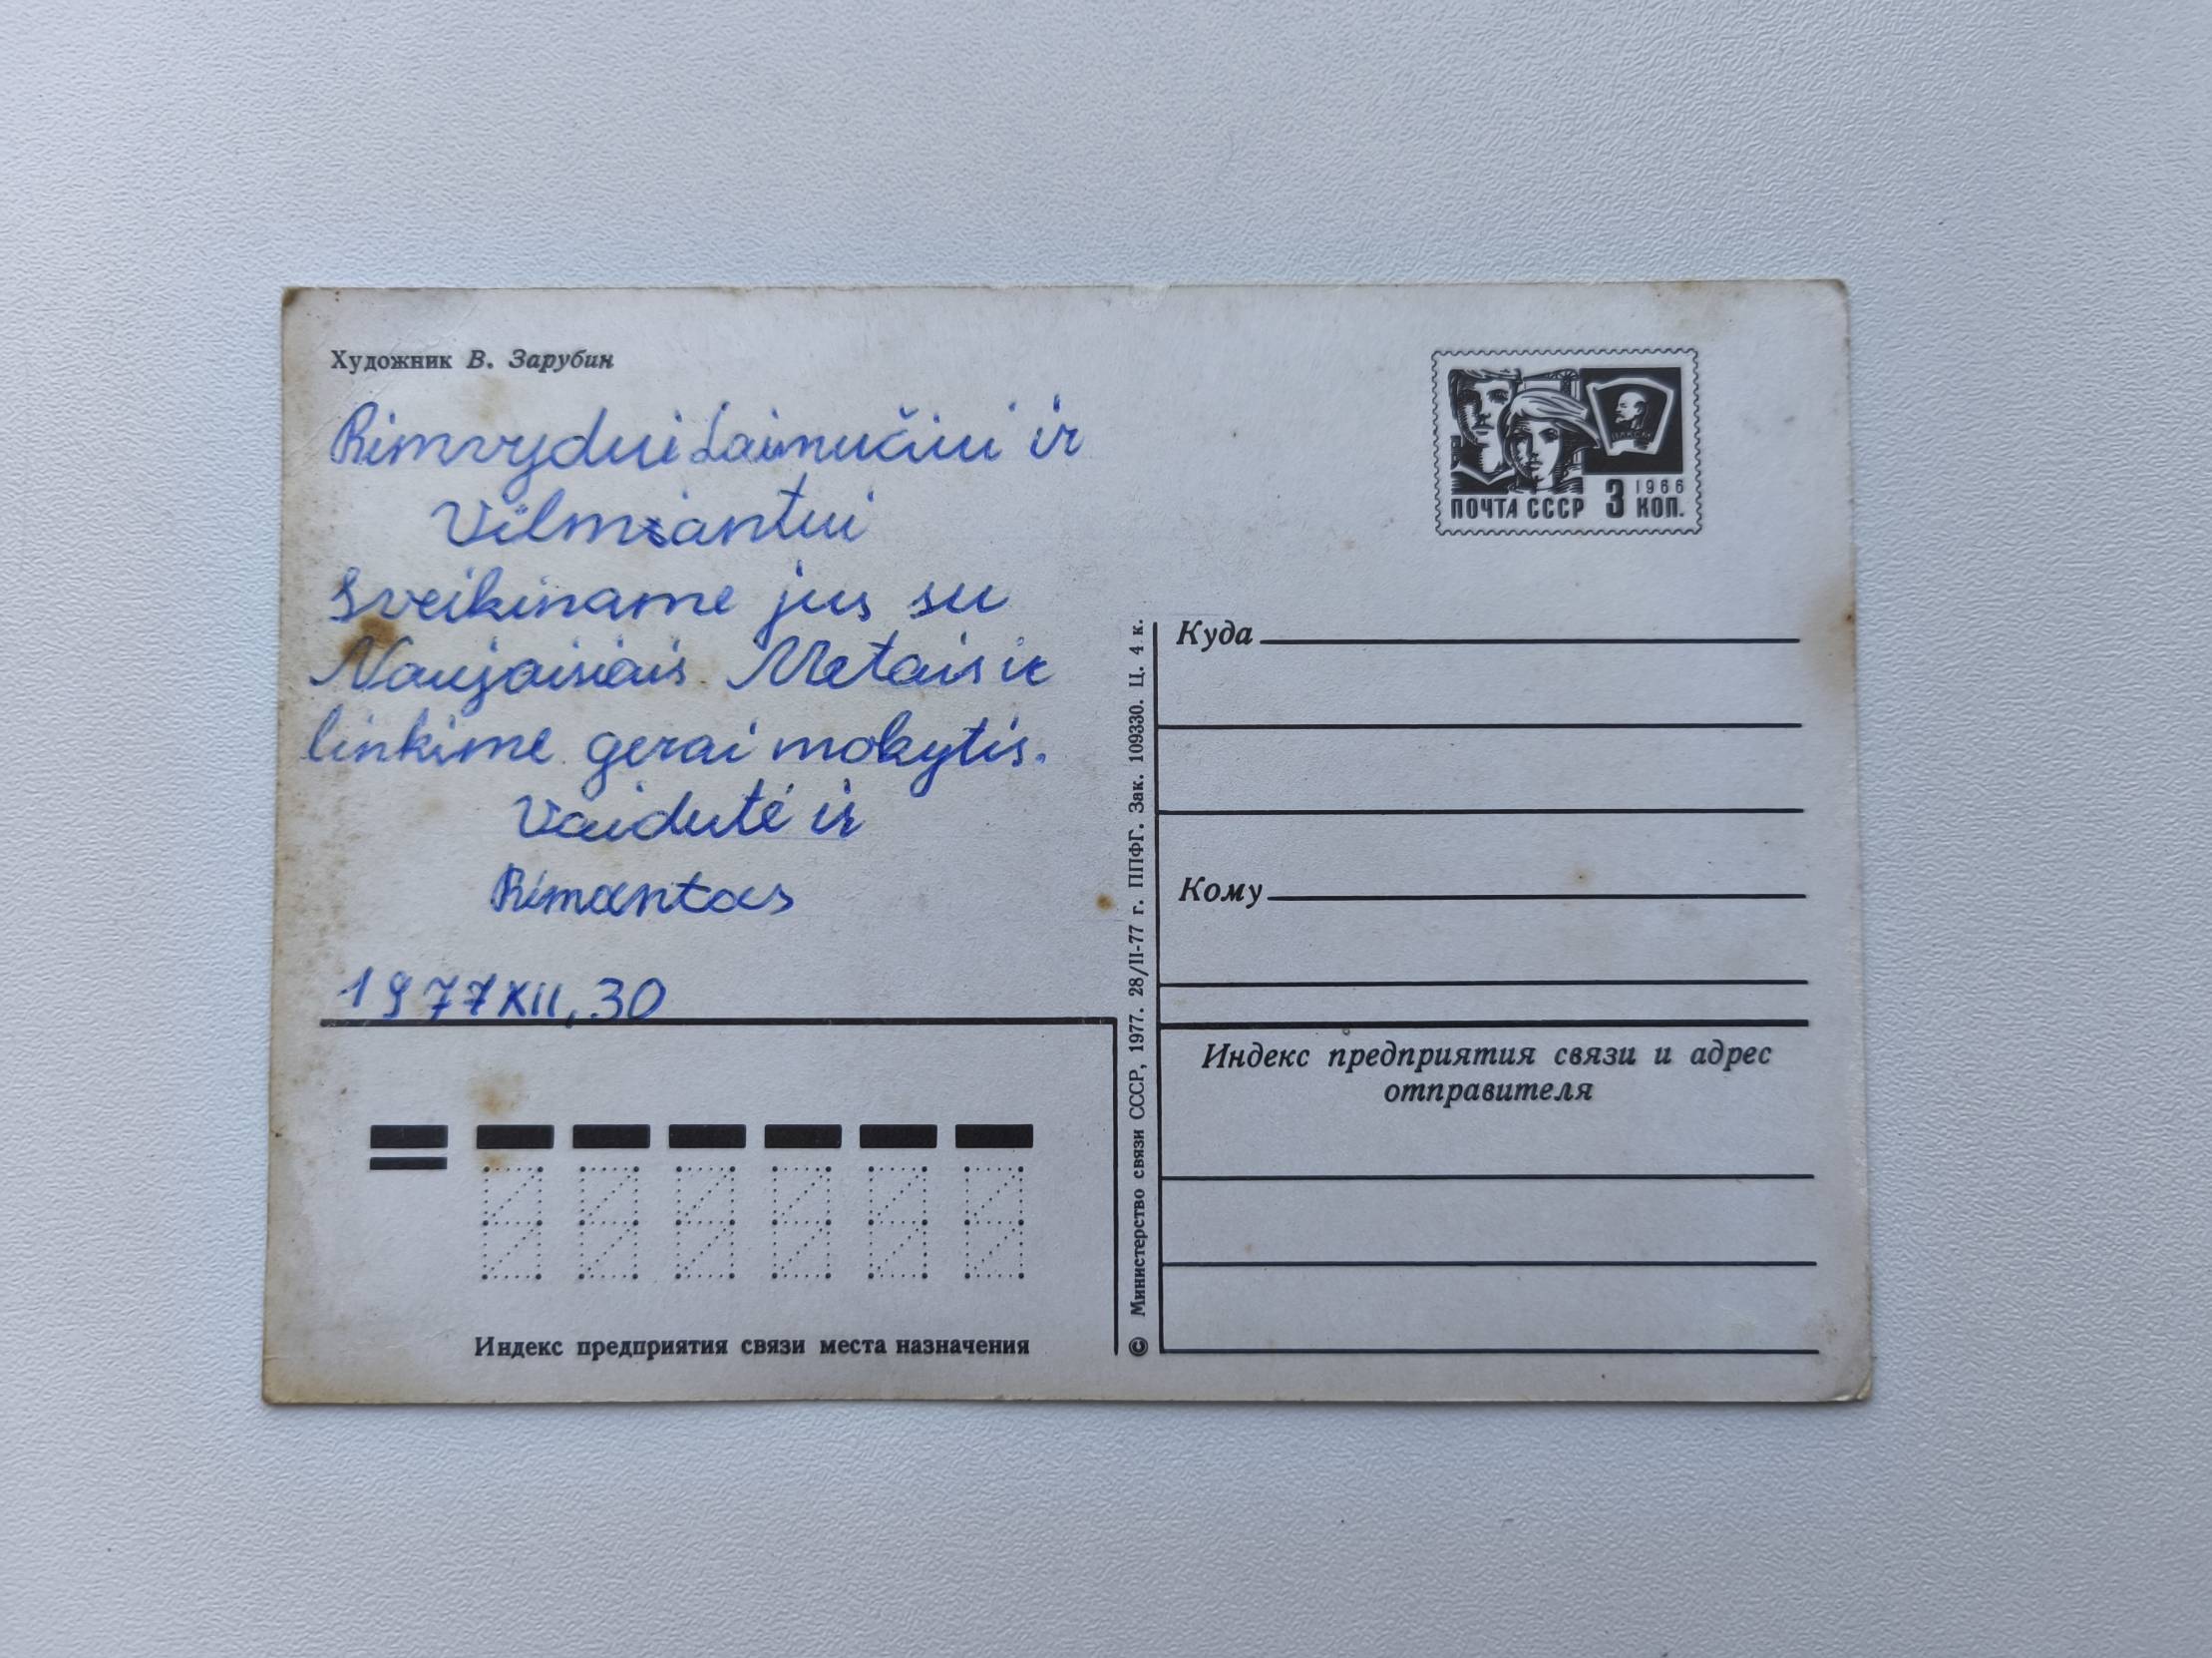 Художник В. Зарубин
Rimvydui Laimučiui ir
Vilmantui
Sveikiname jus su
Naujaisiais Metais ir
linkime gerai mokytis.
Vaidutė ir
Rimantas
1977 XII, 30
Индекс предприятия связи места назначения
© Министерство связи СССР, 1977. 28/II-77 г. ППФГ. Зак. 109330. Ц. 4 к.
ПОЧТА СССР 3 КОП.
1966
ВЛКСМ
Куда
Кому
Индекс предприятия связи и адрес
отправителя